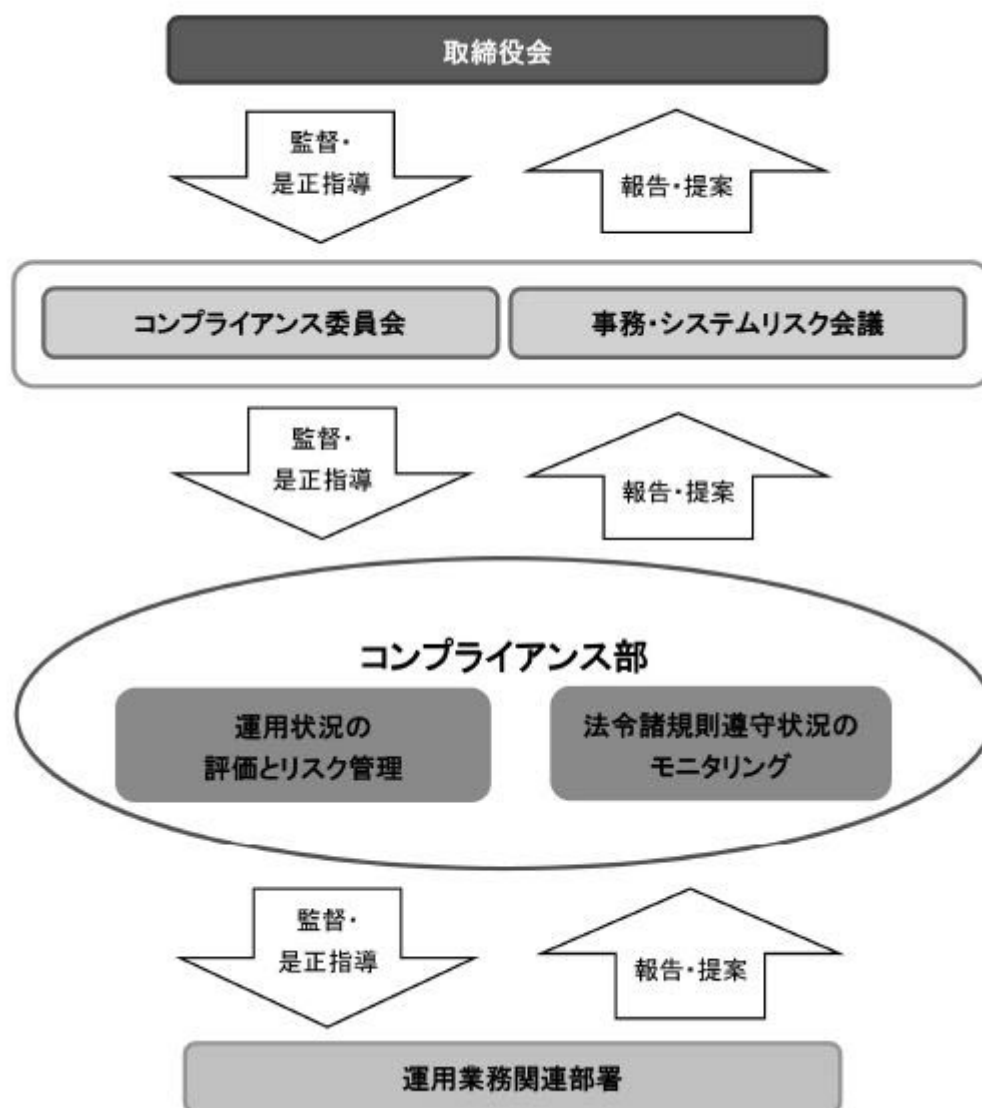 取締役会
監督・
是正指導
報告・提案
コンプライアンス委員会
事務・システムリスク会議
監督・
是正指導
報告・提案
コンプライアンス部
運用状況の
評価とリスク管理
法令諸規則遵守状況の
モニタリング
監督・
是正指導
報告・提案
運用業務関連部署